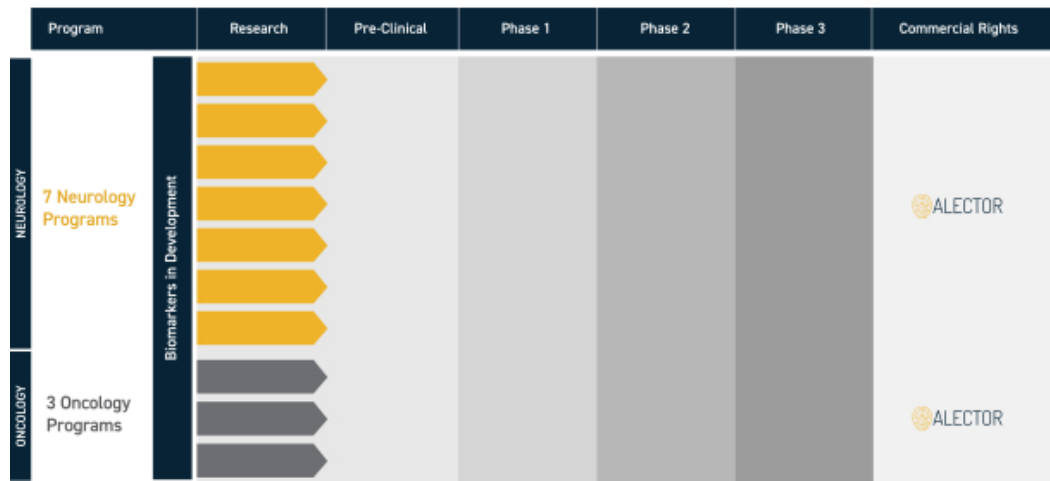 Program
Research
Pre-Clinical
Phase 1
Phase 2
Phase 3
Commercial Rights
NEUROLOGY
7 Neurology
Programs
Biomarkers in Development
ALECTOR
ONCOLOGY
3 Oncology
Programs
ALECTOR